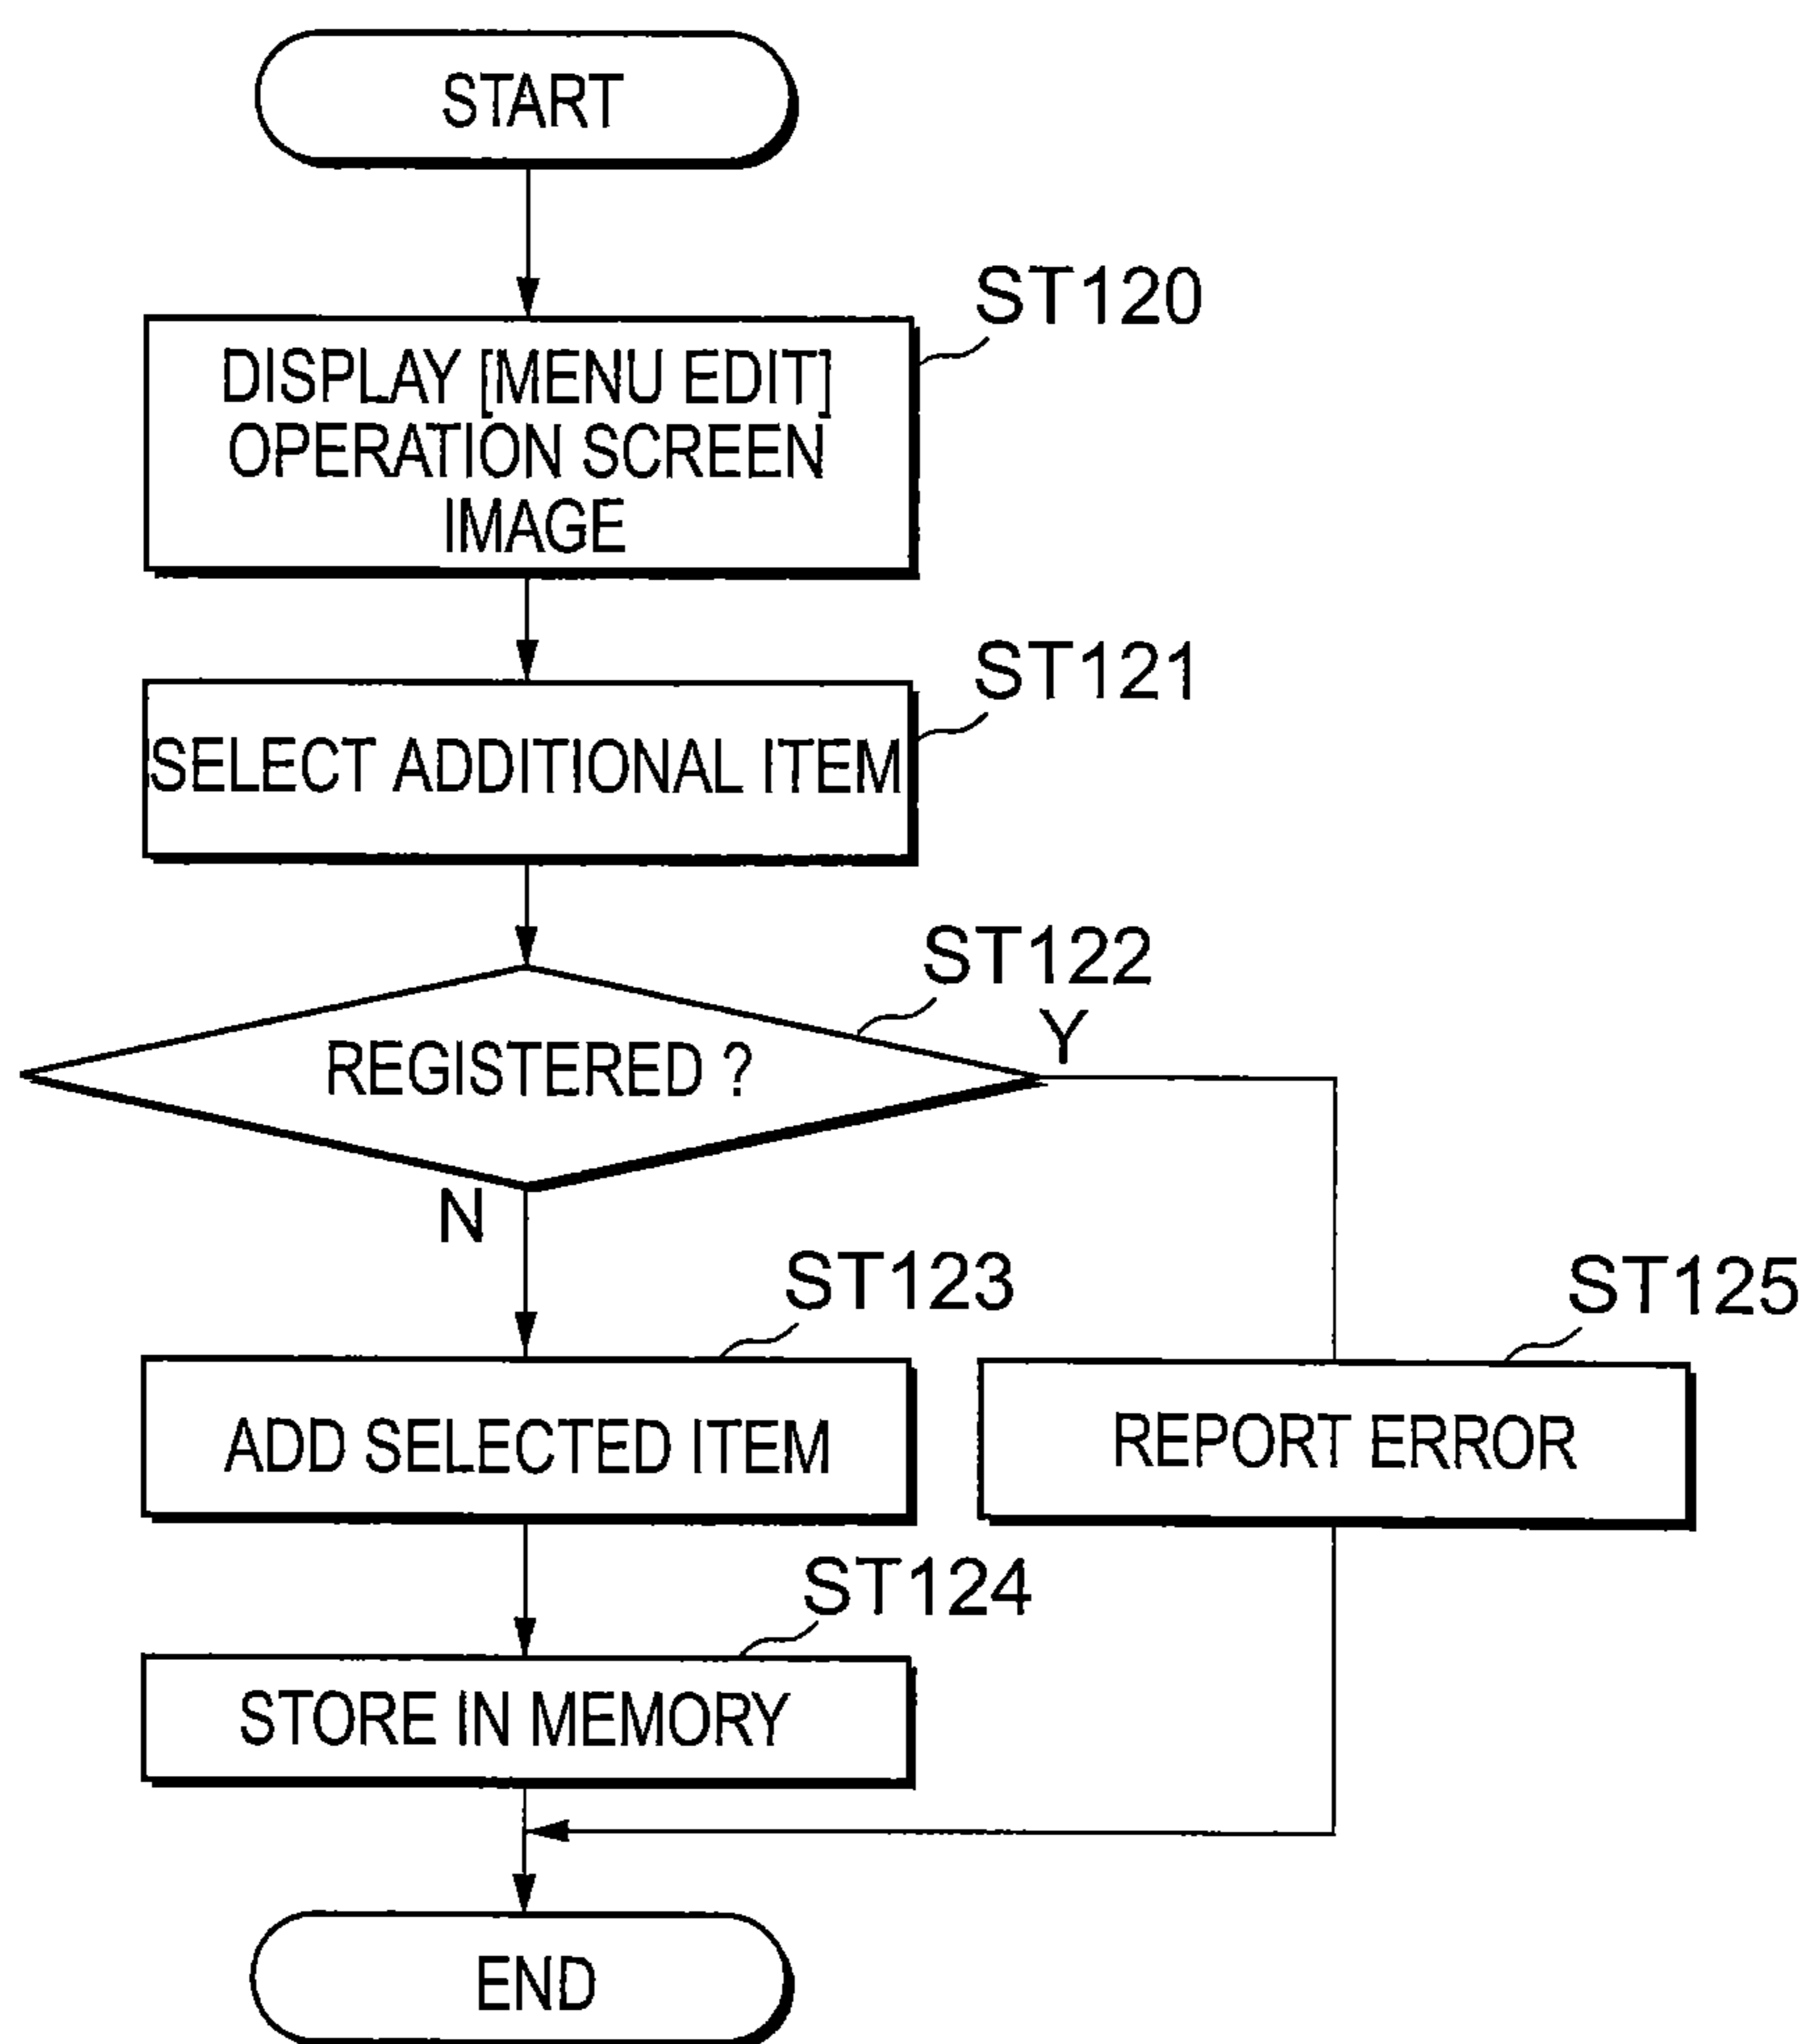 START
ST120
DISPLAY [MENU EDIT]
OPERATION SCREEN
IMAGE
ST121
SELECT ADDITIONAL ITEM
ST122
Y
REGISTERED ?
N
ST123
ST125
ADD SELECTED ITEM
REPORT ERROR
ST124
STORE IN MEMORY
END